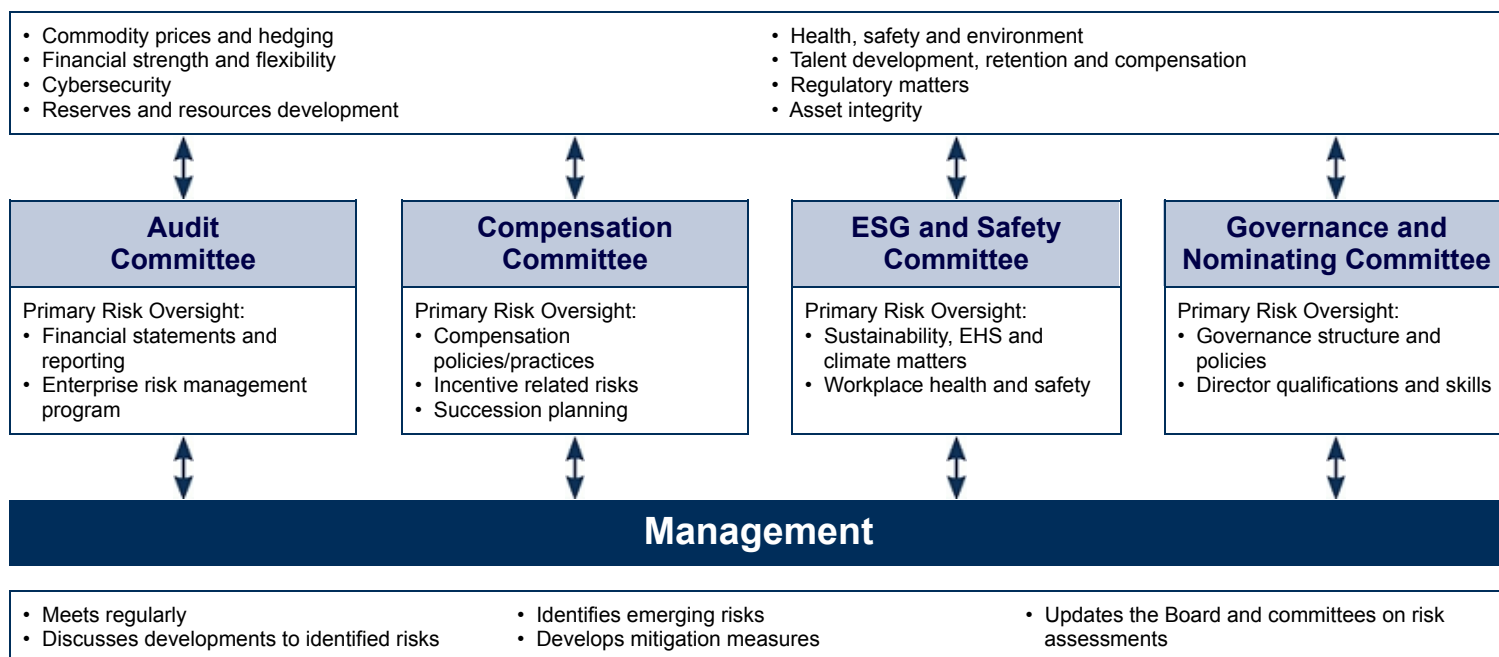 • Commodity prices and hedging
• Financial strength and flexibility
• Cybersecurity
• Reserves and resources development
• Health, safety and environment
• Talent development, retention and compensation
• Regulatory matters
• Asset integrity
Audit
Committee
Primary Risk Oversight:
• Financial statements and
reporting
• Enterprise risk management
program
Compensation
Committee
Primary Risk Oversight:
• Compensation
policies/practices
• Incentive related risks
• Succession planning
ESG and Safety
Committee
Primary Risk Oversight:
• Sustainability, EHS and
climate matters
• Workplace health and safety
Governance and
Nominating Committee
Primary Risk Oversight:
• Governance structure and
policies
• Director qualifications and skills
Management
• Meets regularly
• Discusses developments to identified risks
• Identifies emerging risks
• Develops mitigation measures
• Updates the Board and committees on risk
assessments